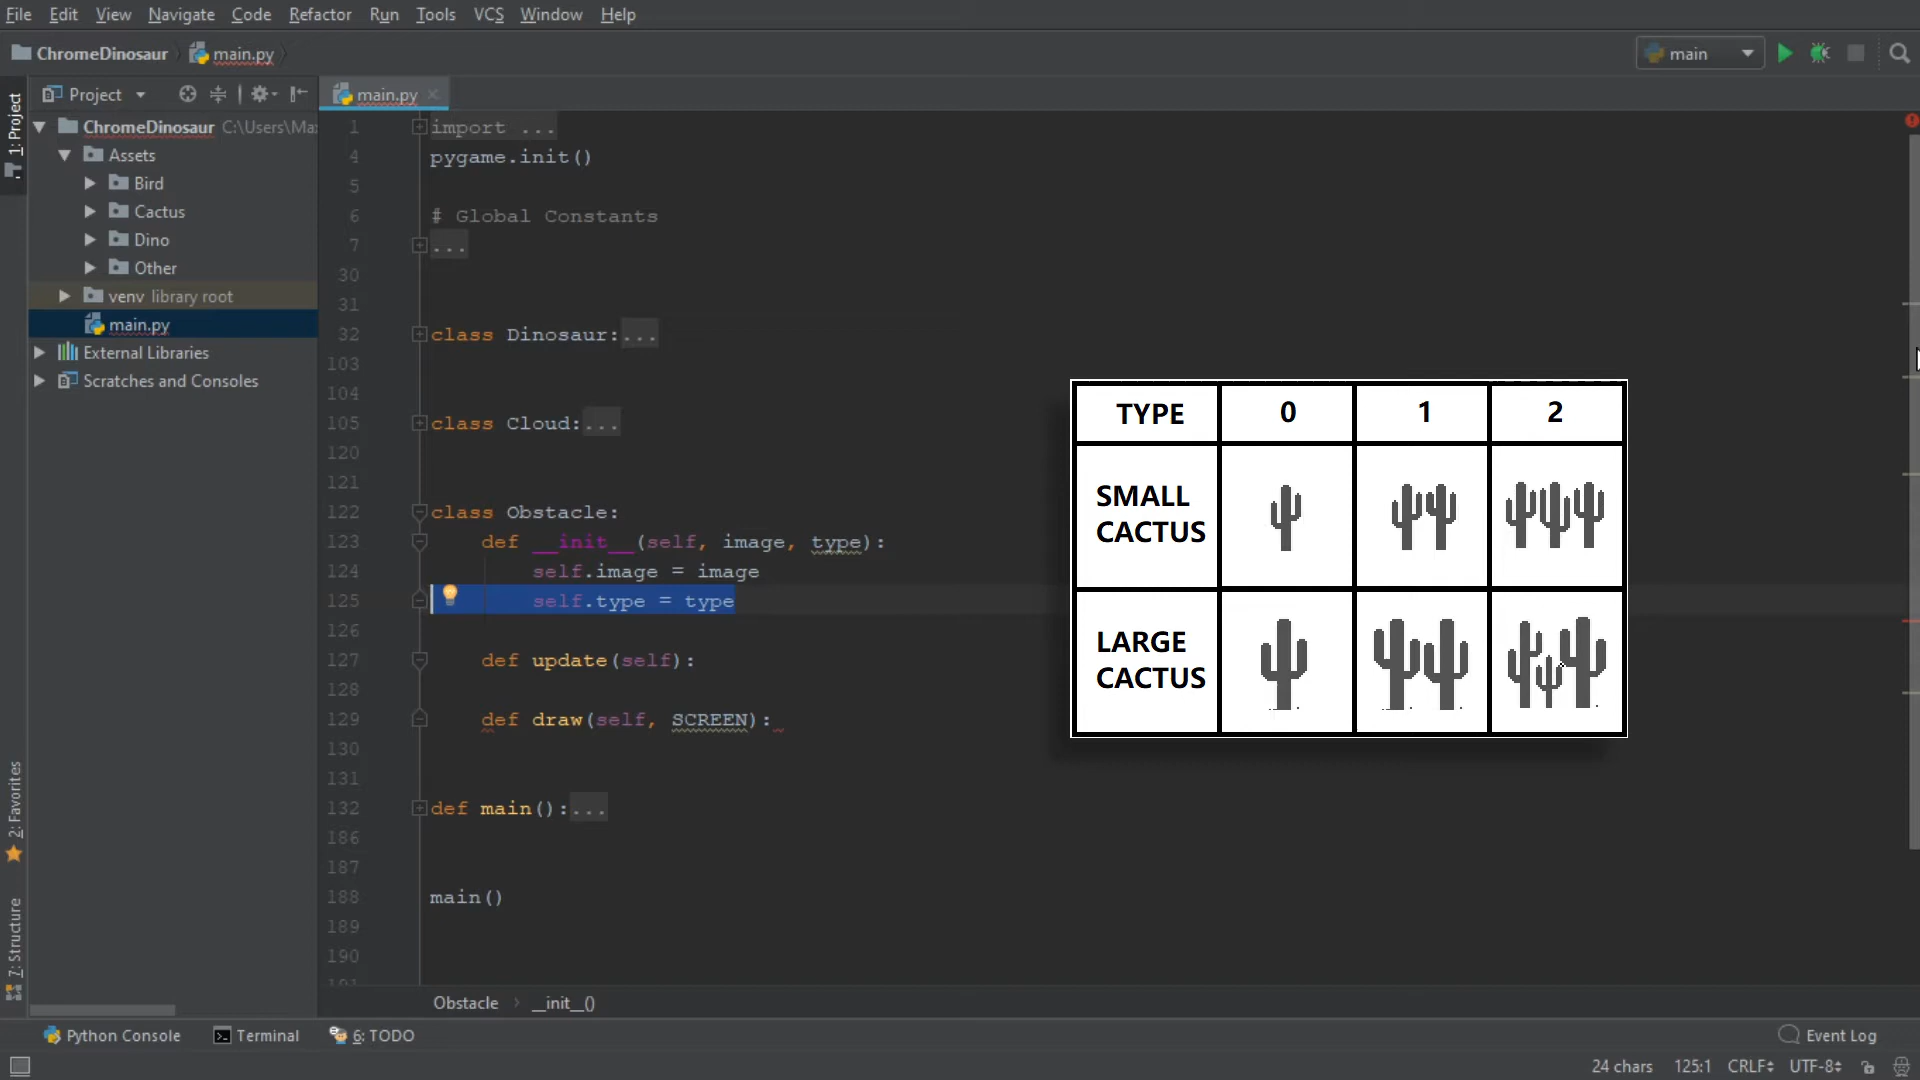 File Edit View Navigate Code Refactor Run Tools VCS Window Help
ChromeDinosaur main.py
main
1: Project
Project
main.py
ChromeDinosaur C:\Users\Ma
Assets
Bird
Cactus
Dino
Other
venv library root
main.py
External Libraries
Scratches and Consoles
2: Favorites
7: Structure
1 import ...
4 pygame.init()
5
6 # Global Constants
7 ...
30
31
32 class Dinosaur:...
103
104
105 class Cloud:...
120
121
122 class Obstacle:
123 def __init__(self, image, type):
124 self.image = image
125 self.type = type
126
127 def update(self):
128
129 def draw(self, SCREEN):
130
131
132 def main():...
186
187
188 main()
189
190
TYPE 0 1 2
SMALL
CACTUS
LARGE
CACTUS
Obstacle __init__()
Python Console Terminal 6: TODO
Event Log
24 chars 125:1 CRLF UTF-8